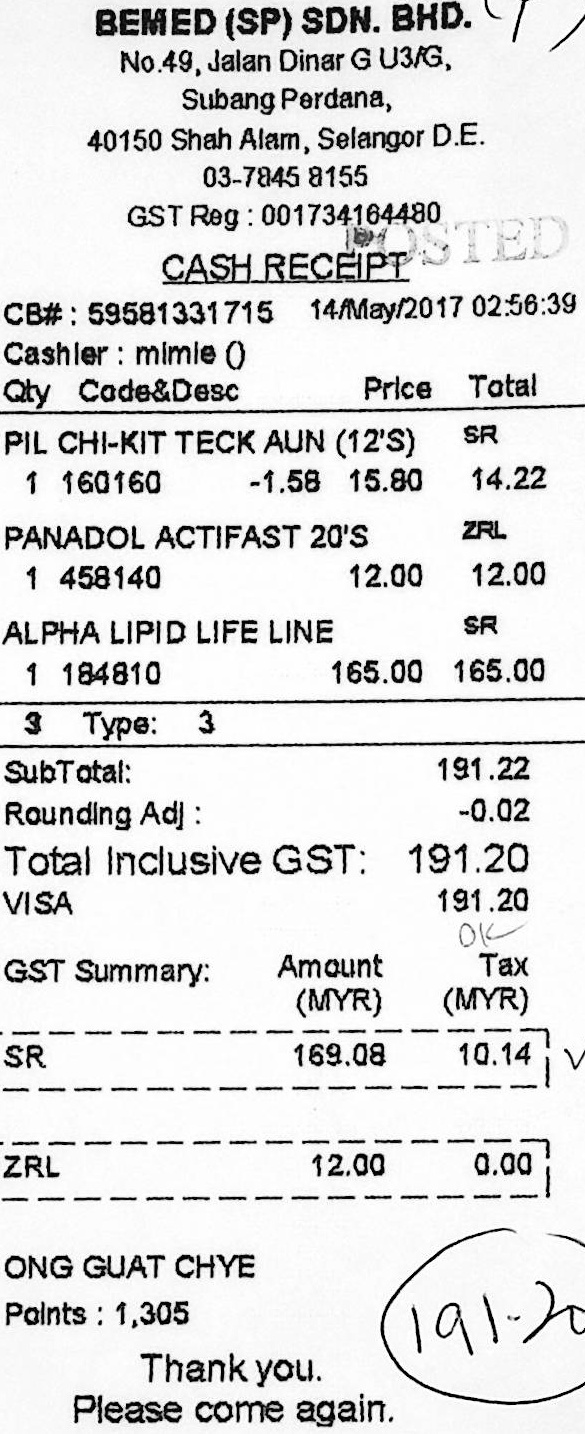 BEMED (SP) SDN. BHD.
No.49, Jalan Dinar G U3/G,
Subang Perdana,
40150 Shah Alam, Selangor D.E.
03-7845 8155
GST Reg : 001734164480
POSTED
CASH RECEIPT
CB# : 59581331715 14/May/2017 02:56:39
Cashier : mimie ()
Qty Code&Desc Price Total
PIL CHI-KIT TECK AUN (12'S) SR
1 160160 -1.58 15.80 14.22
PANADOL ACTIFAST 20'S ZRL
1 458140 12.00 12.00
ALPHA LIPID LIFE LINE SR
1 184810 165.00 165.00
3 Type: 3
SubTotal: 191.22
Rounding Adj : -0.02
Total Inclusive GST: 191.20
VISA 191.20
OK
GST Summary: Amount Tax
(MYR) (MYR)
SR 169.08 10.14
ZRL 12.00 0.00
ONG GUAT CHYE
Points : 1,305
191-20
Thank you.
Please come again.